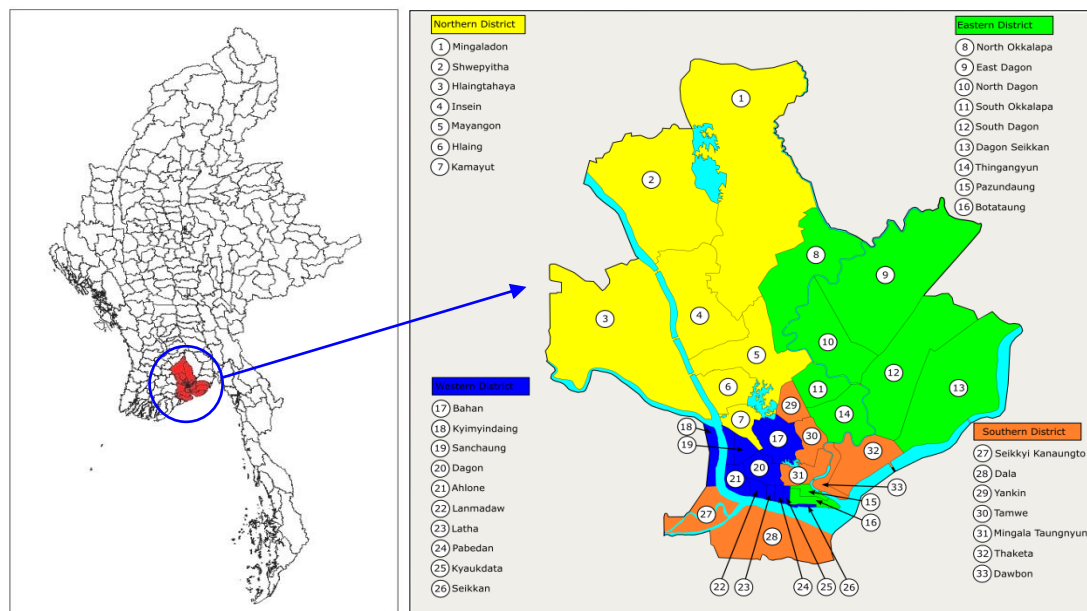 Northern District
1 Mingaladon
2 Shwepyitha
3 Hlaingtahaya
4 Insein
5 Mayangon
6 Hlaing
7 Kamayut
Eastern District
8 North Okkalapa
9 East Dagon
10 North Dagon
11 South Okkalapa
12 South Dagon
13 Dagon Seikkan
14 Thingangyun
15 Pazundaung
16 Botataung
1
2
8
9
3
4
10
5
12
6
11
13
29
7
14
18
17
30
19
20
32
31
21
33
15
16
27
28
22
23
24
25
26
Western District
17 Bahan
18 Kyimyindaing
19 Sanchaung
20 Dagon
21 Ahlone
22 Lanmadaw
23 Latha
24 Pabedan
25 Kyaukdata
26 Seikkan
Southern District
27 Seikkyi Kanaungto
28 Dala
29 Yankin
30 Tamwe
31 Mingala Taungnyun
32 Thaketa
33 Dawbon